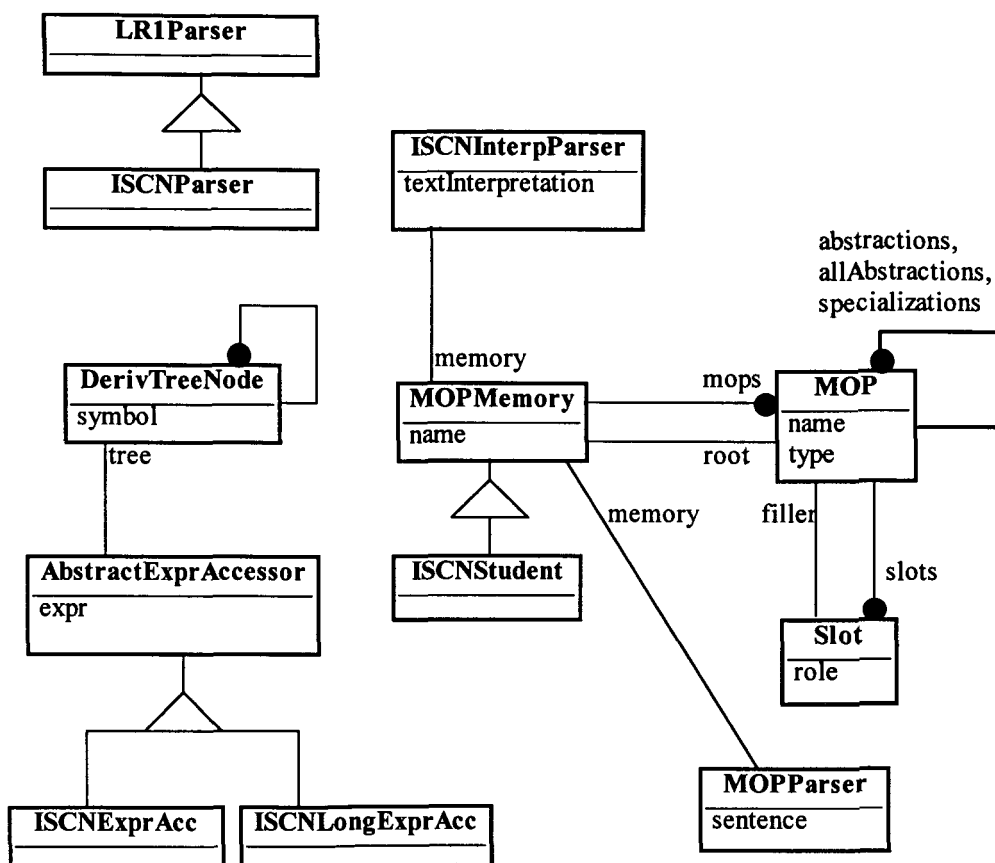 LR1Parser
ISCNParser
ISCNInterpParser
textInterpretation
abstractions,
allAbstractions,
specializations
DerivTreeNode
symbol
tree
memory
MOPMemory
name
mops
root
MOP
name
type
memory
filler
slots
AbstractExprAccessor
expr
ISCNStudent
Slot
role
ISCNExprAcc
ISCNLongExprAcc
MOPParser
sentence